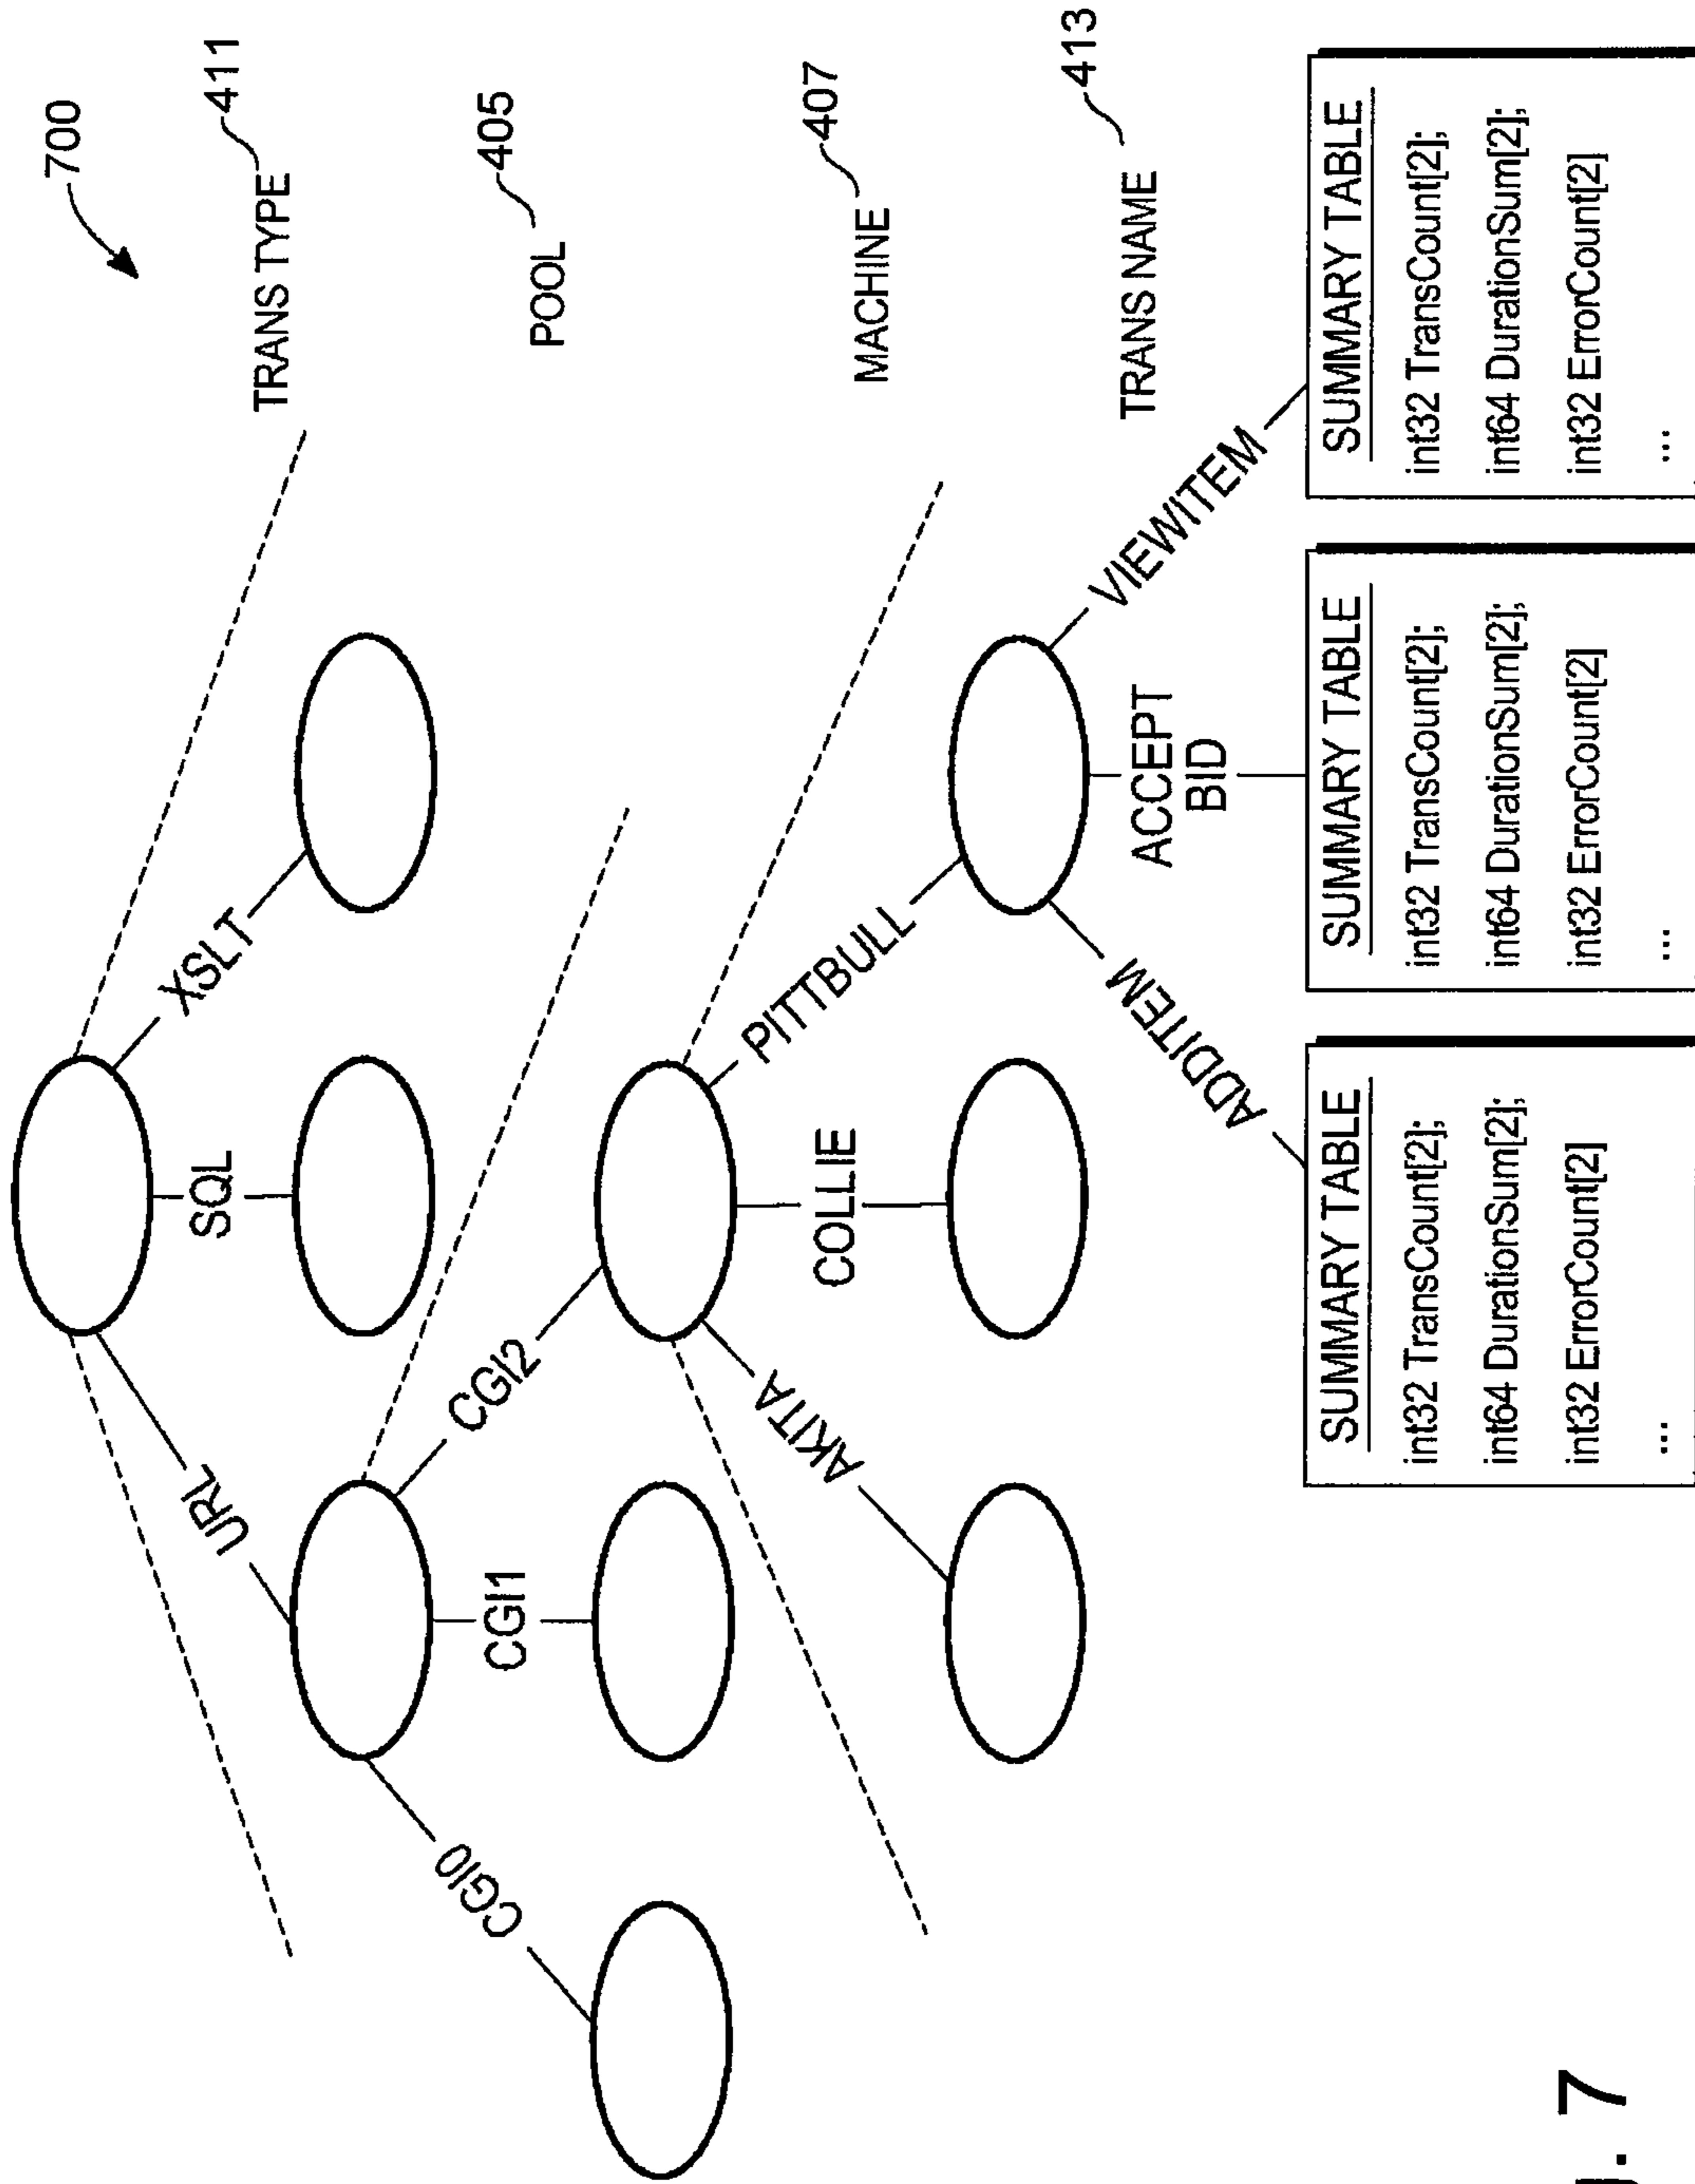 700
TRANS TYPE 411
URL
SQL
XSLT
POOL 405
CGI0
CGI1
CGI2
MACHINE 407
AKITA
COLLIE
PITTBULL
TRANS NAME 413
ADDITEM
ACCEPT
BID
VIEWITEM
SUMMARY TABLE
int32 TransCount[2];
int64 DurationSum[2];
int32 ErrorCount[2]
...
SUMMARY TABLE
int32 TransCount[2];
int64 DurationSum[2];
int32 ErrorCount[2]
...
SUMMARY TABLE
int32 TransCount[2];
int64 DurationSum[2];
int32 ErrorCount[2]
...
. 7